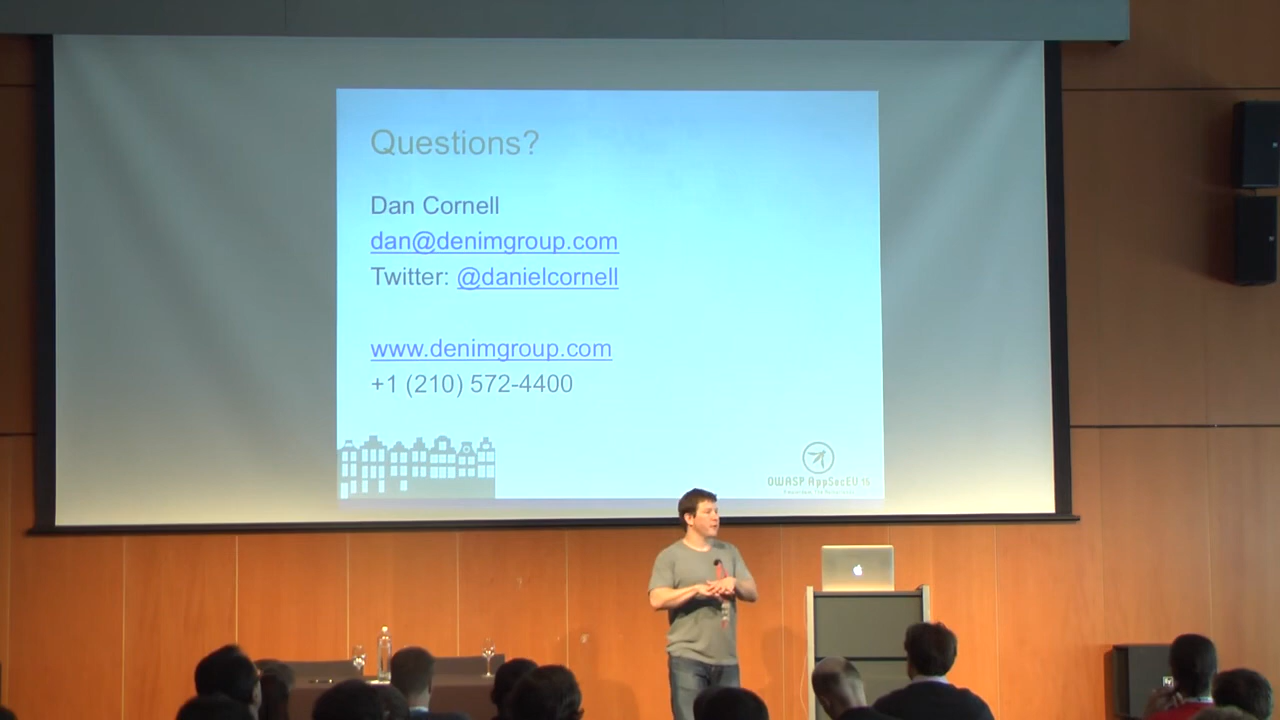 Questions?
Dan Cornell
dan@denimgroup.com
Twitter: @danielcornell
www.denimgroup.com
+1 (210) 572-4400
OWASP AppSecEU 15